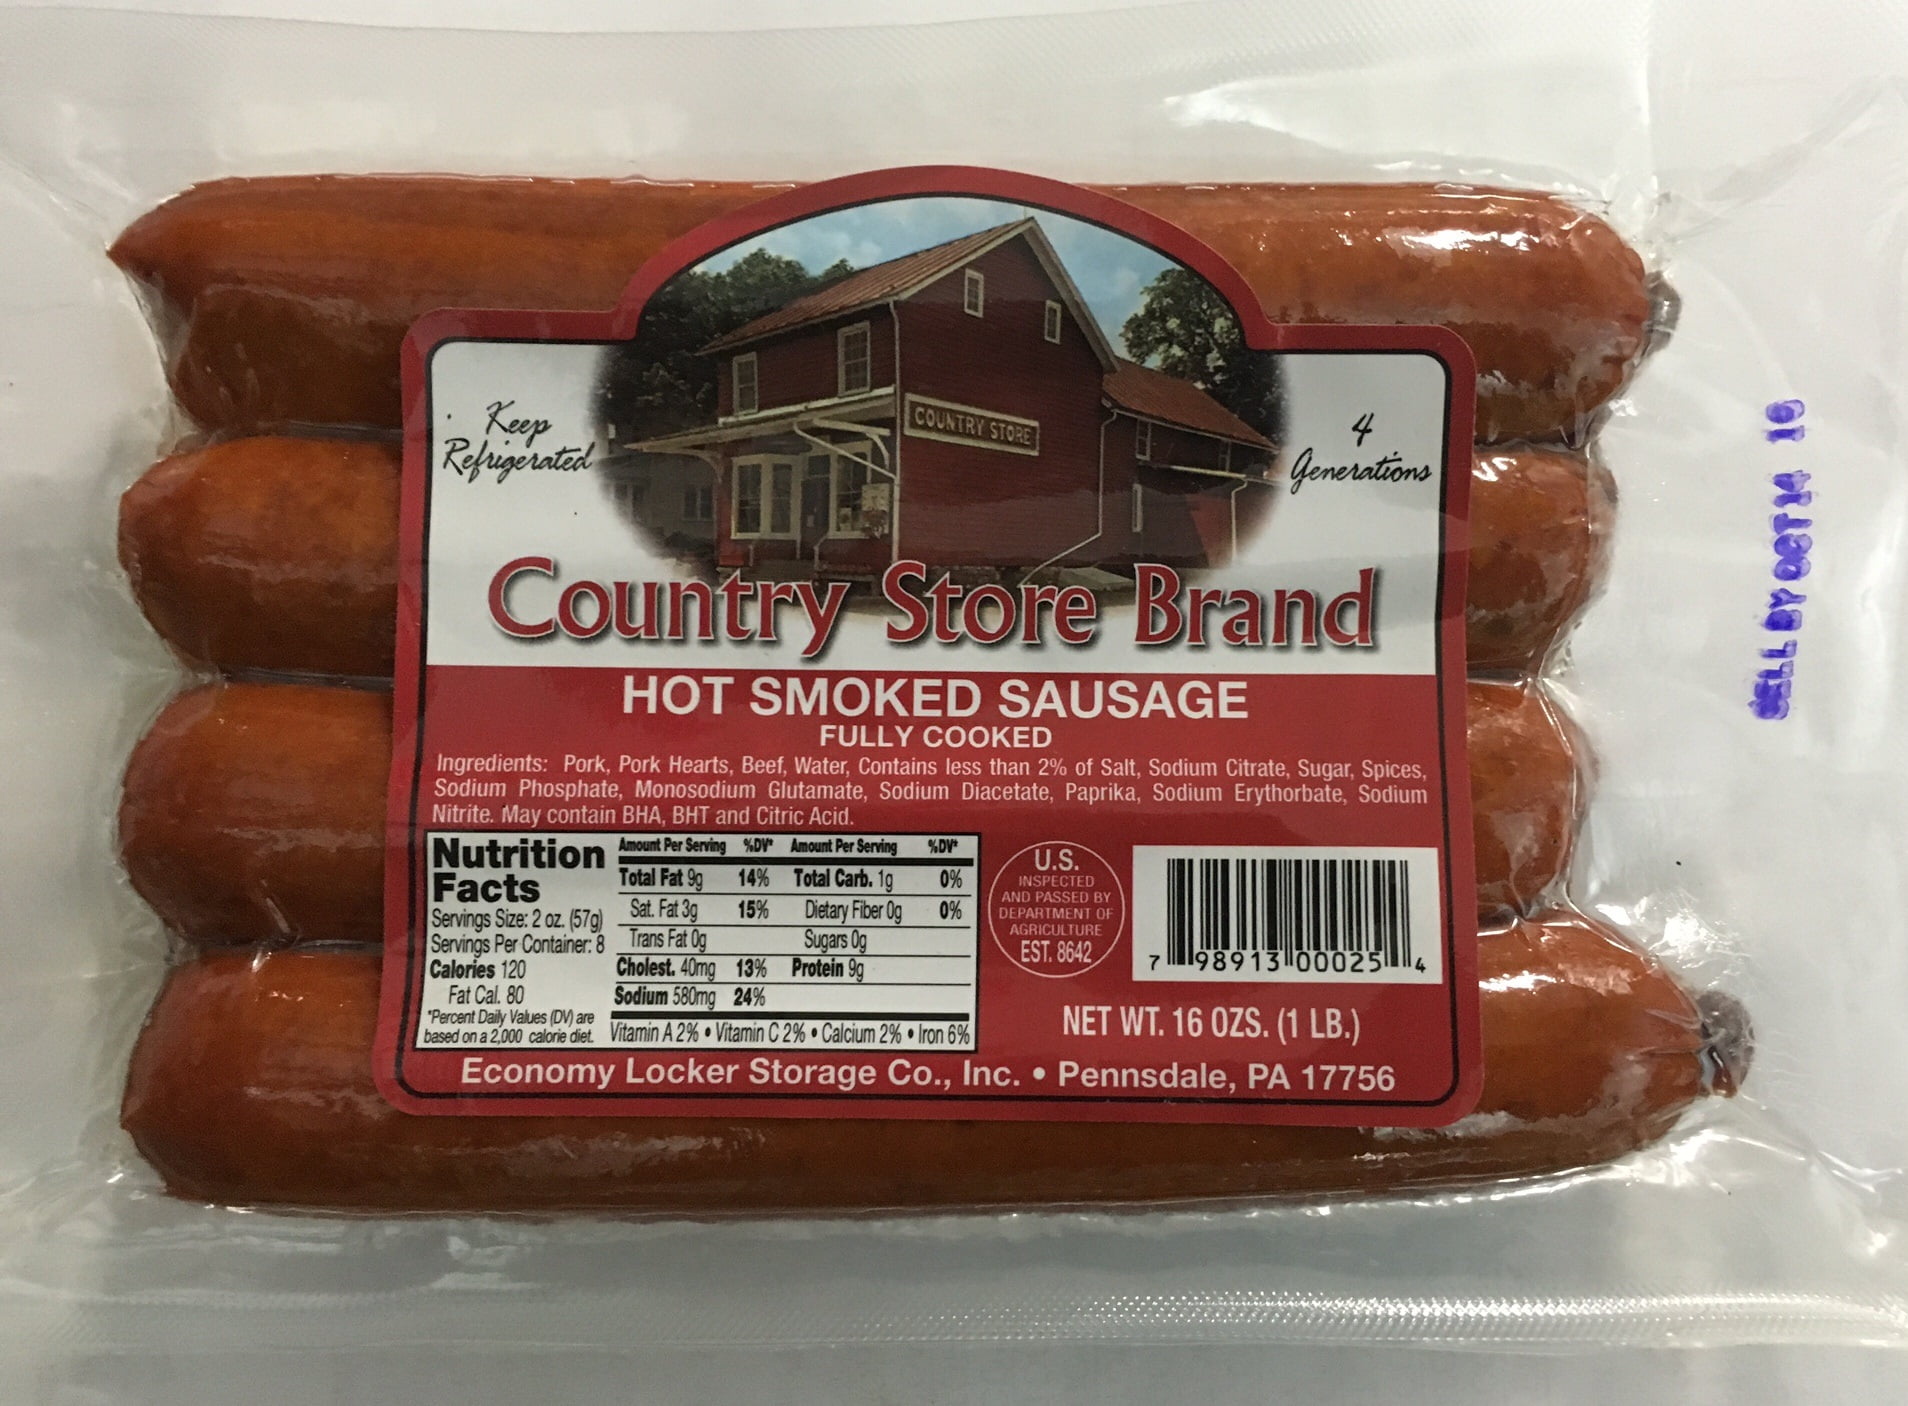 Keep
Refrigerated
4
Generations
COUNTRY STORE
Country Store Brand
HOT SMOKED SAUSAGE
FULLY COOKED
Ingredients: Pork, Pork Hearts, Beef, Water, Contains less than 2% of Salt, Sodium Citrate, Sugar, Spices,
Sodium Phosphate, Monosodium Glutamate, Sodium Diacetate, Paprika, Sodium Erythorbate, Sodium
Nitrite. May contain BHA, BHT and Citric Acid.
Nutrition
Facts
Servings Size: 2 oz. (57g)
Servings Per Container: 8
Calories 120
Fat Cal. 80
*Percent Daily Values (DV) are
based on a 2,000 calorie diet.
Amount Per Serving %DV* Amount Per Serving %DV*
Total Fat 9g 14% Total Carb. 1g 0%
Sat. Fat 3g 15% Dietary Fiber 0g 0%
Trans Fat 0g Sugars 0g
Cholest. 40mg 13% Protein 9g
Sodium 580mg 24%
Vitamin A 2% • Vitamin C 2% • Calcium 2% • Iron 6%
U.S.
INSPECTED
AND PASSED BY
DEPARTMENT OF
AGRICULTURE
EST. 8642
7 98913 00025 4
NET WT. 16 OZS. (1 LB.)
Economy Locker Storage Co., Inc. • Pennsdale, PA 17756
SELL BY OCT 14 16